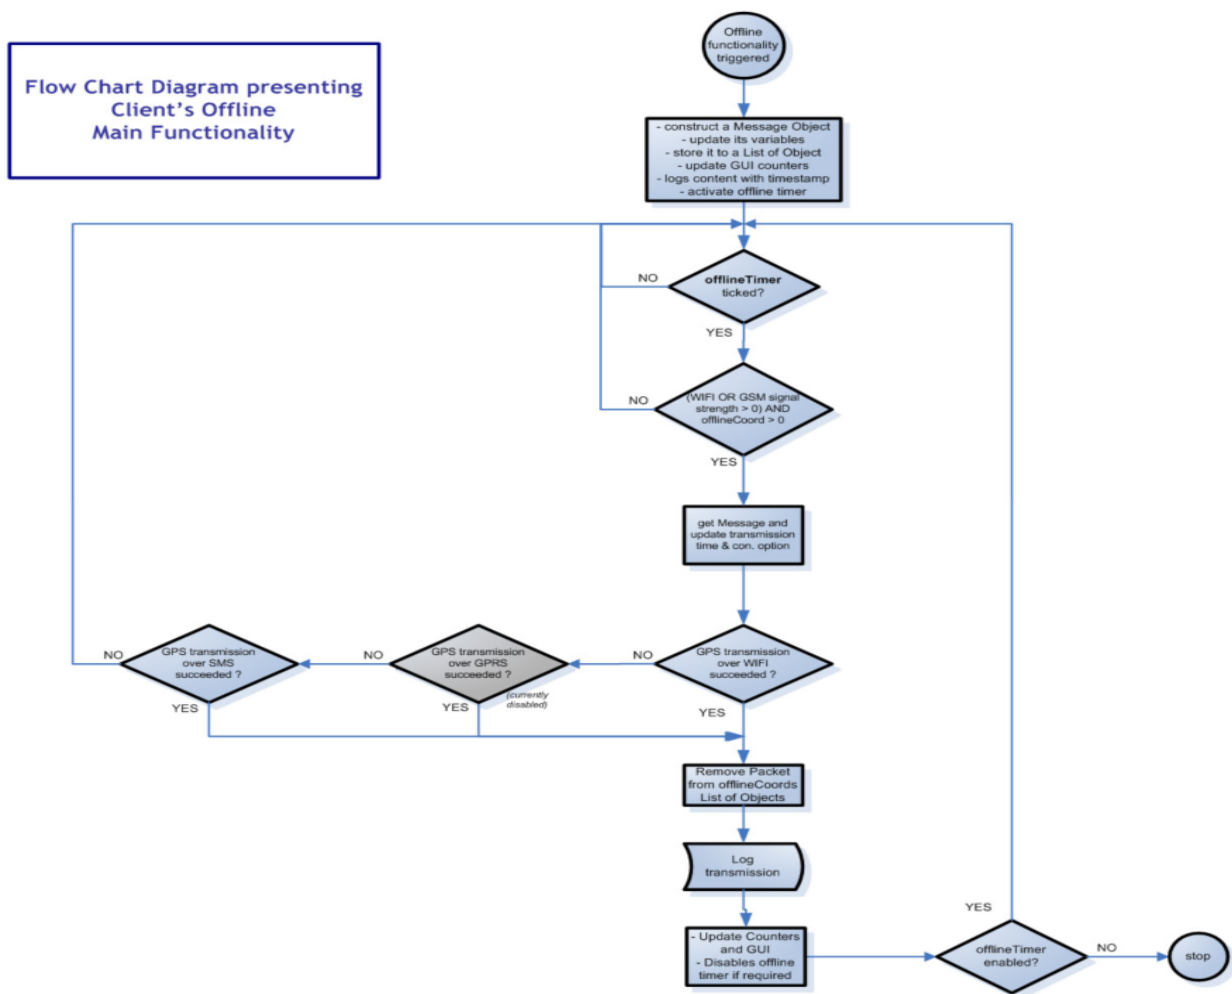 Offline
functionality
triggered
Flow Chart Diagram presenting
Client's Offline
Main Functionality
- construct a Message Object
- update its variables
- store it to a List of Object
- update GUI counters
- logs content with timestamp
- activate offline timer
NO
offlineTimer
ticked?
YES
NO
(WIFI OR GSM signal
strength > 0) AND
offlineCoord > 0
YES
get Message and
update transmission
time & con. option
NO
GPS transmission
over SMS
succeeded ?
YES
NO
GPS transmission
over GPRS
succeeded ?
(currently
disabled)
YES
NO
GPS transmission
over WIFI
succeeded ?
YES
Remove Packet
from offlineCoords
List of Objects
Log
transmission
- Update Counters
and GUI
- Disables offline
timer if required
YES
offlineTimer
enabled?
NO
stop